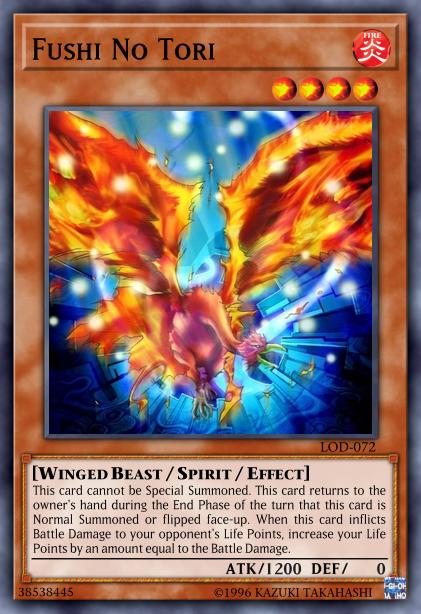 Fushi No Tori
FIRE
炎
LOD-072
[Winged Beast / Spirit / Effect]
This card cannot be Special Summoned. This card returns to the
owner's hand during the End Phase of the turn that this card is
Normal Summoned or flipped face-up. When this card inflicts
Battle Damage to your opponent's Life Points, increase your Life
Points by an amount equal to the Battle Damage.
ATK/1200 DEF/ 0
38538445
©1996 KAZUKI TAKAHASHI